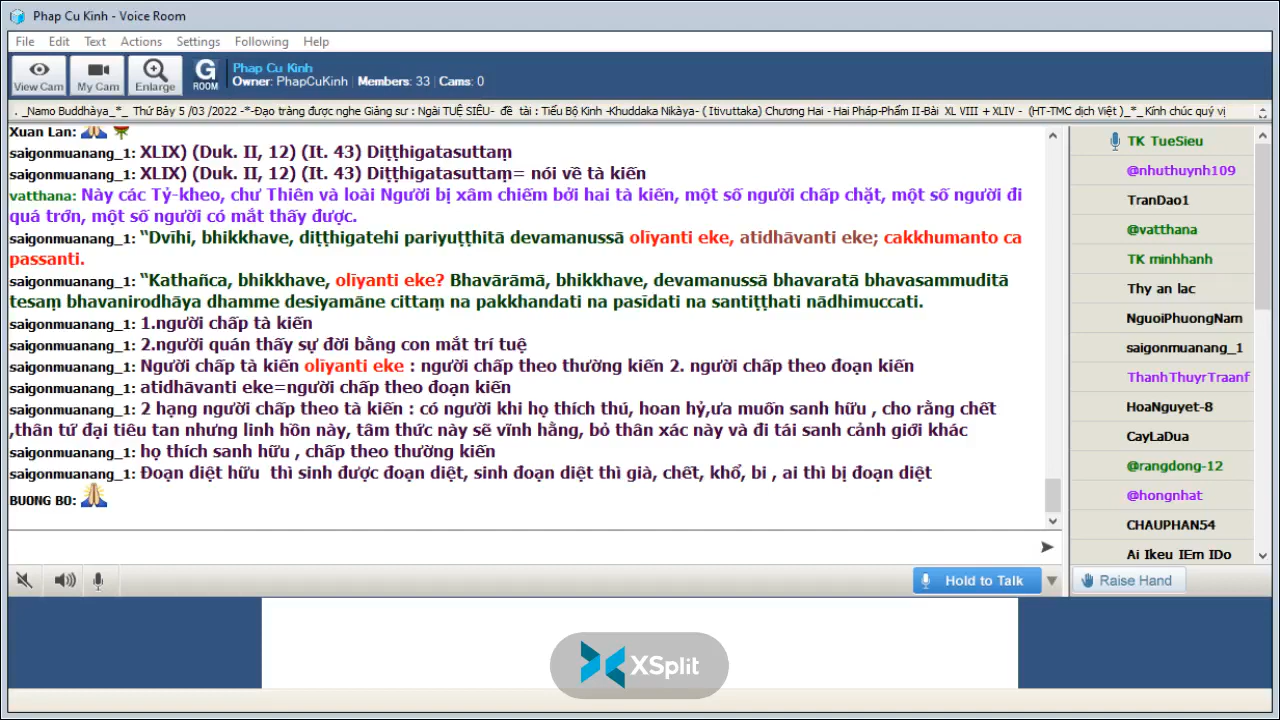 Phap Cu Kinh - Voice Room
File Edit Text Actions Settings Following Help
View Cam My Cam Enlarge G ROOM
Phap Cu Kinh
Owner: PhapCuKinh | Members: 33 | Cams: 0
. _Namo Buddhàya_*_ Thứ Bảy 5 /03 /2022 -*-Đạo tràng được nghe Giảng sư : Ngài TUỆ SIÊU- đề tài : Tiểu Bộ Kinh -Khuddaka Nikàya- ( Itivuttaka) Chương Hai - Hai Pháp-Phẩm II-Bài XL VIII + XLIV - (HT-TMC dịch Việt )_*_Kính chúc quý vị
Xuan Lan:
saigonmuanang_1: XLIX) (Duk. II, 12) (It. 43) Diṭṭhigatasuttaṃ
saigonmuanang_1: XLIX) (Duk. II, 12) (It. 43) Diṭṭhigatasuttaṃ= nói về tà kiến
vatthana: Này các Tỷ-kheo, chư Thiên và loài Người bị xâm chiếm bởi hai tà kiến, một số người chấp chặt, một số người đi
quá trớn, một số người có mắt thấy được.
saigonmuanang_1: “Dvīhi, bhikkhave, diṭṭhigatehi pariyuṭṭhitā devamanussā olīyanti eke, atidhāvanti eke; cakkhumanto ca
passanti.
saigonmuanang_1: “Kathañca, bhikkhave, olīyanti eke? Bhavārāmā, bhikkhave, devamanussā bhavaratā bhavasammuditā
tesaṃ bhavanirodhāya dhamme desiyamāne cittaṃ na pakkhandati na pasīdati na santiṭṭhati nādhimuccati.
saigonmuanang_1: 1.người chấp tà kiến
saigonmuanang_1: 2.người quán thấy sự đời bằng con mắt trí tuệ
saigonmuanang_1: Người chấp tà kiến olīyanti eke : người chấp theo thường kiến 2. người chấp theo đoạn kiến
saigonmuanang_1: atidhāvanti eke=người chấp theo đoạn kiến
saigonmuanang_1: 2 hạng người chấp theo tà kiến : có người khi họ thích thú, hoan hỷ,ưa muốn sanh hữu , cho rằng chết
,thân tứ đại tiêu tan nhưng linh hồn này, tâm thức này sẽ vĩnh hằng, bỏ thân xác này và đi tái sanh cảnh giới khác
saigonmuanang_1: họ thích sanh hữu , chấp theo thường kiến
saigonmuanang_1: Đoạn diệt hữu thì sinh được đoạn diệt, sinh đoạn diệt thì già, chết, khổ, bi , ai thì bị đoạn diệt
BUONG BO:
TK TueSieu
@nhuthuynh109
TranDao1
@vatthana
TK minhhanh
Thy an lac
NguoiPhuongNam
saigonmuanang_1
ThanhThuyrTraanf
HoaNguyet-8
CayLaDua
@rangdong-12
@hongnhat
CHAUPHAN54
Ai Ikeu IEm IDo
Hold to Talk
Raise Hand
XSplit